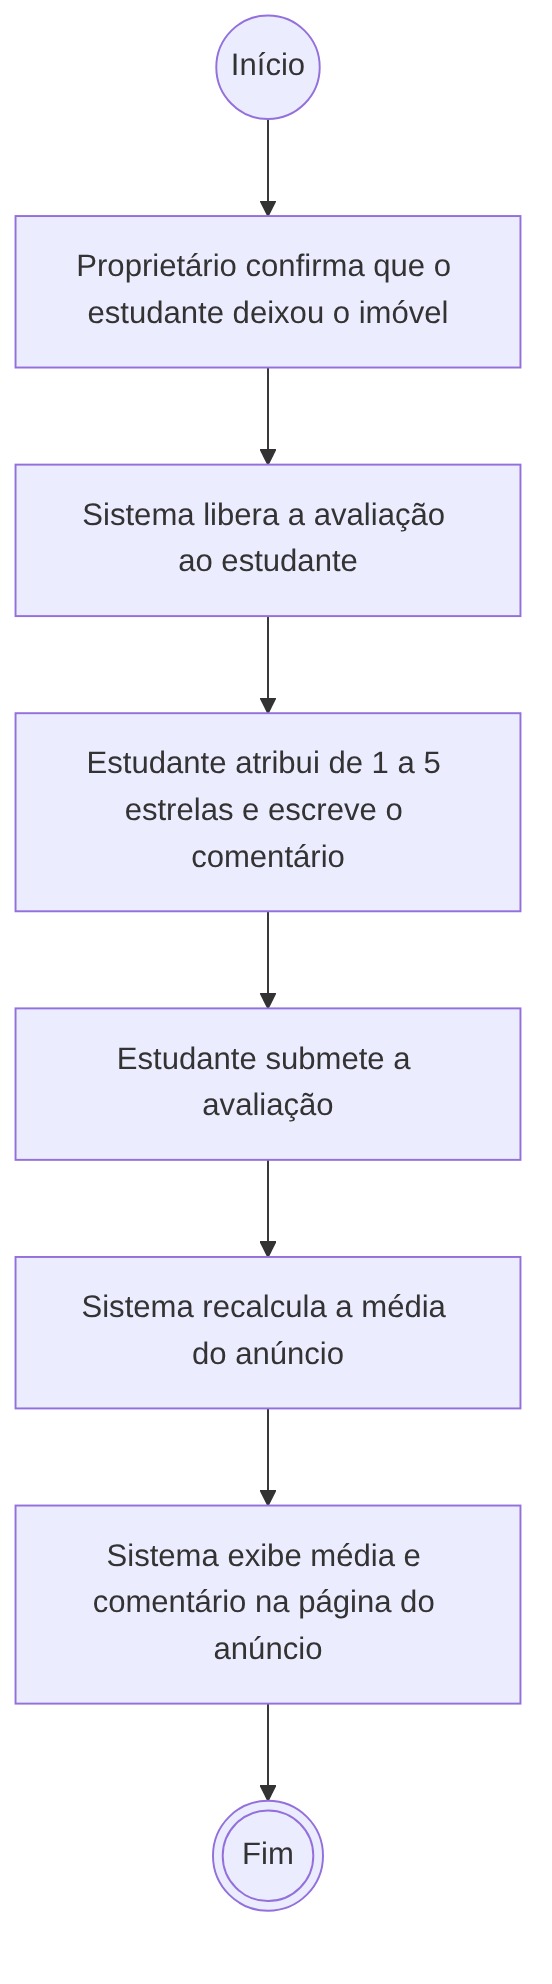 Início
Proprietário confirma que o
estudante deixou o imóvel
Sistema libera a avaliação
ao estudante
Estudante atribui de 1 a 5
estrelas e escreve o
comentário
Estudante submete a
avaliação
Sistema recalcula a média
do anúncio
Sistema exibe média e
comentário na página do
anúncio
Fim